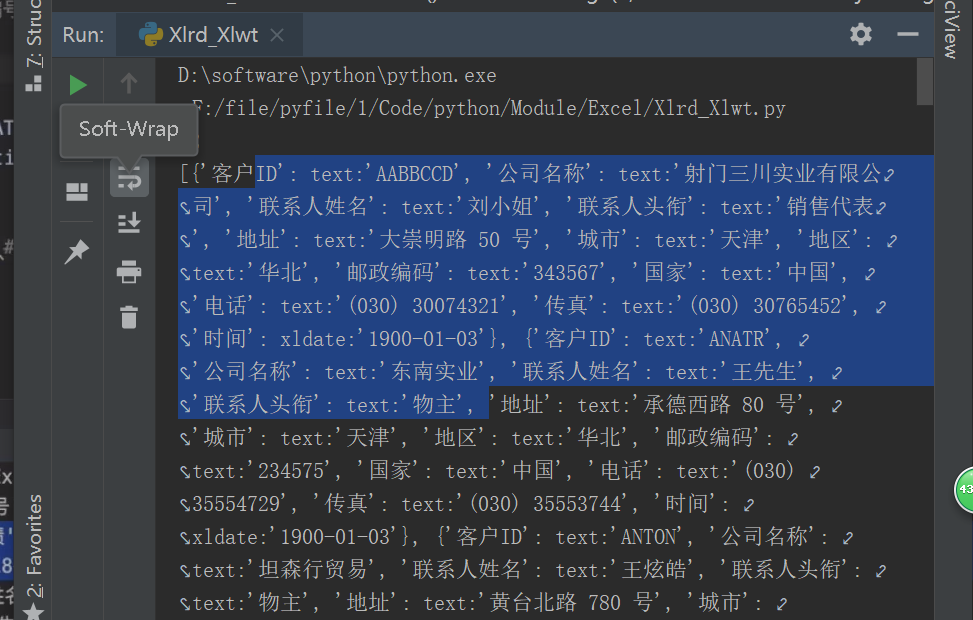 7: Struc
Run:
Xlrd_Xlwt
ciView
D:\software\python\python.exe
F:/file/pyfile/1/Code/python/Module/Excel/Xlrd_Xlwt.py
Soft-Wrap
[{'客户ID': text:'AABBCCD', '公司名称': text:'射门三川实业有限公
司', '联系人姓名': text:'刘小姐', '联系人头衔': text:'销售代表
', '地址': text:'大崇明路 50 号', '城市': text:'天津', '地区':
text:'华北', '邮政编码': text:'343567', '国家': text:'中国',
'电话': text:'(030) 30074321', '传真': text:'(030) 30765452',
'时间': xldate:'1900-01-03'}, {'客户ID': text:'ANATR',
'公司名称': text:'东南实业', '联系人姓名': text:'王先生',
'联系人头衔': text:'物主', '地址': text:'承德西路 80 号',
'城市': text:'天津', '地区': text:'华北', '邮政编码':
text:'234575', '国家': text:'中国', '电话': text:'(030)
35554729', '传真': text:'(030) 35553744', '时间':
xldate:'1900-01-03'}, {'客户ID': text:'ANTON', '公司名称':
text:'坦森行贸易', '联系人姓名': text:'王炫皓', '联系人头衔':
text:'物主', '地址': text:'黄台北路 780 号', '城市':
2: Favorites
43